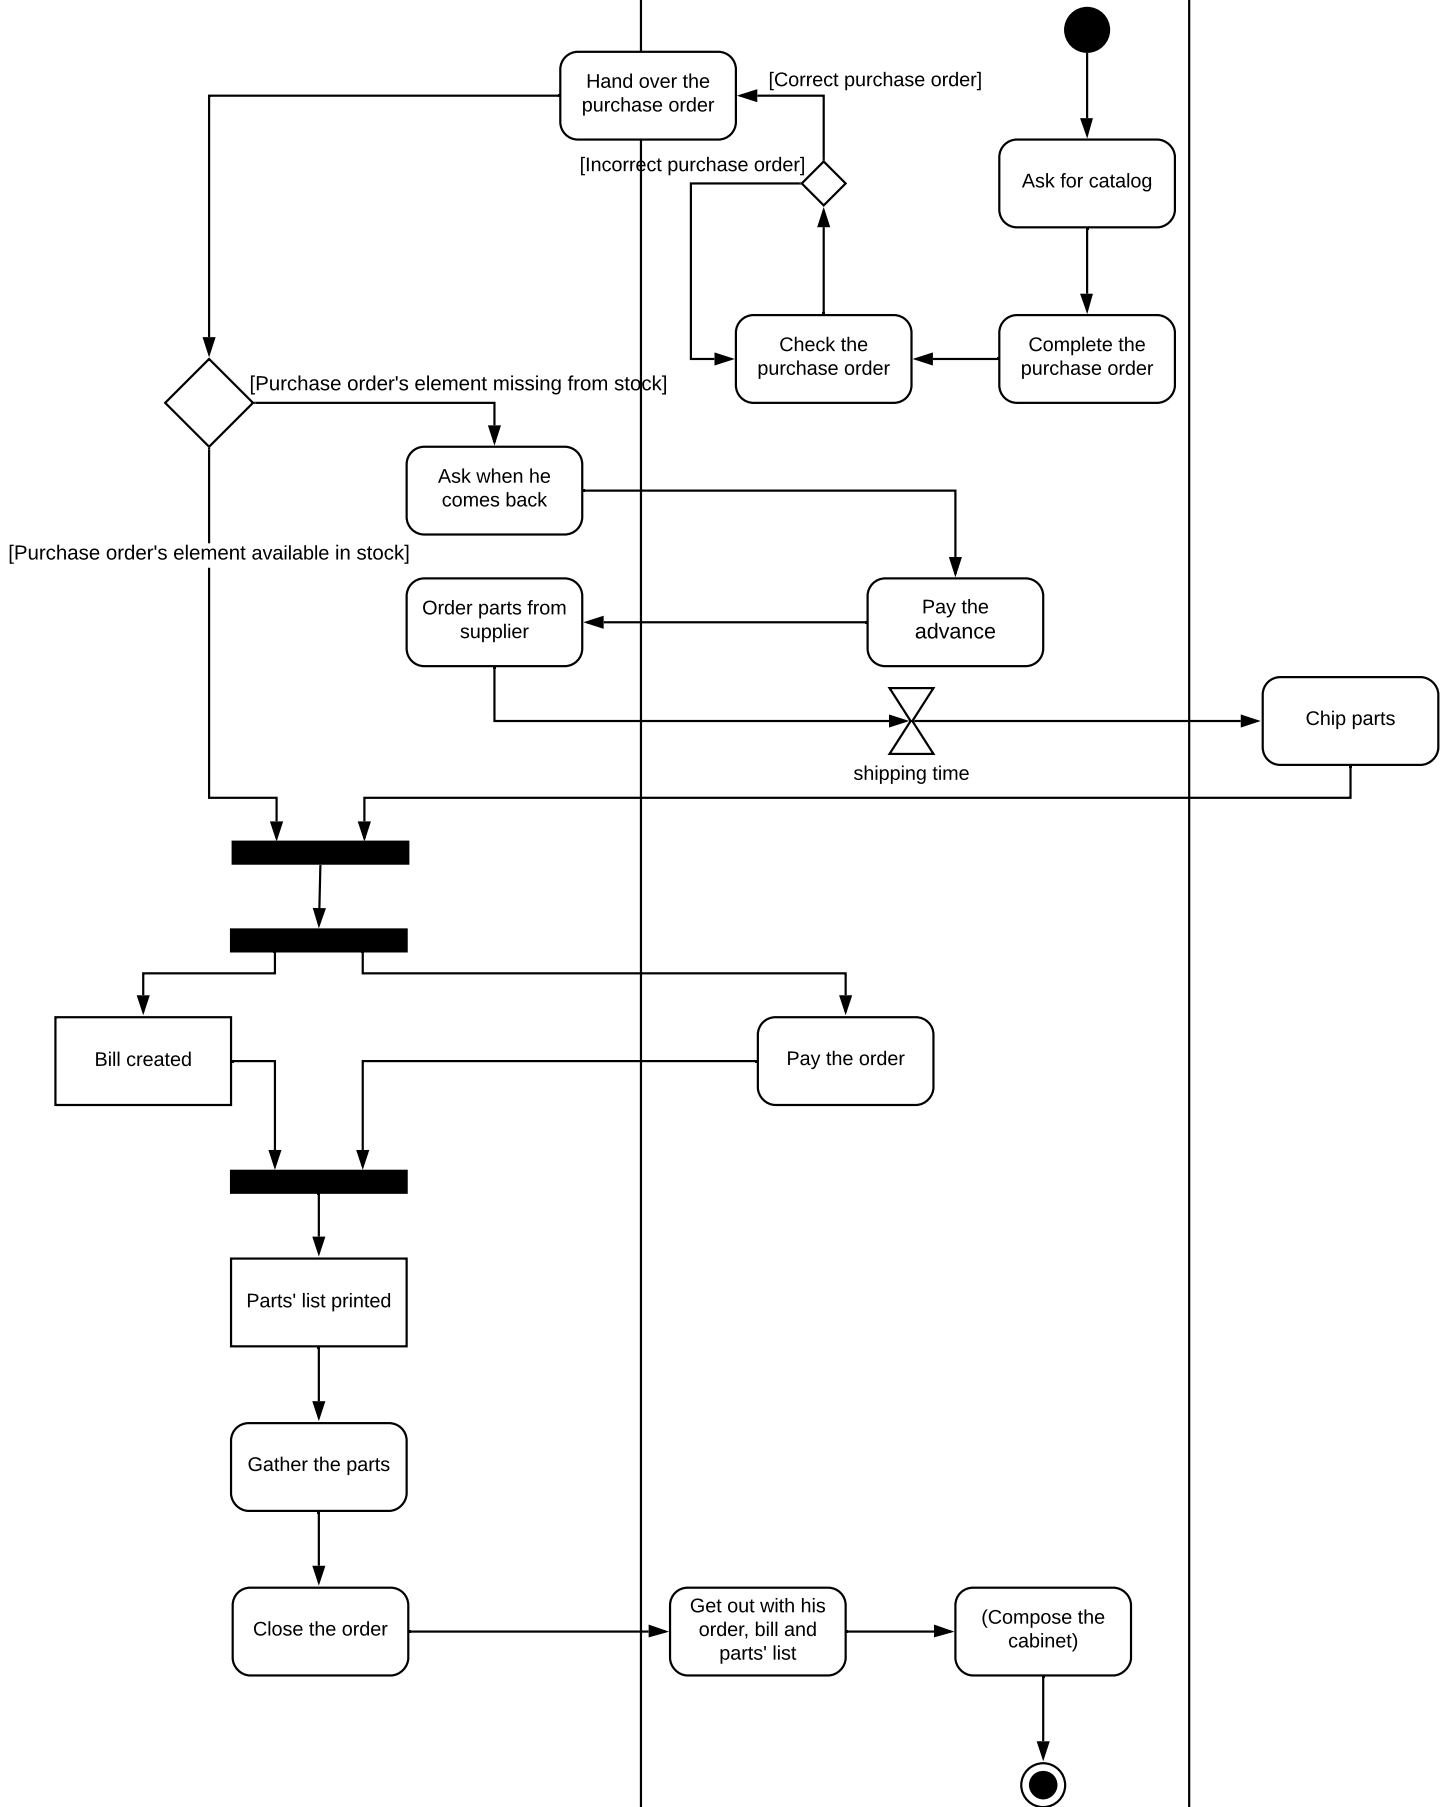 Hand over the
purchase order
[Correct purchase order]
[Incorrect purchase order]
Ask for catalog
Check the
purchase order
Complete the
purchase order
[Purchase order's element missing from stock]
Ask when he
comes back
[Purchase order's element available in stock]
Order parts from
supplier
Pay the
advance
Chip parts
shipping time
Bill created
Pay the order
Parts' list printed
Gather the parts
Close the order
Get out with his
order, bill and
parts' list
(Compose the
cabinet)